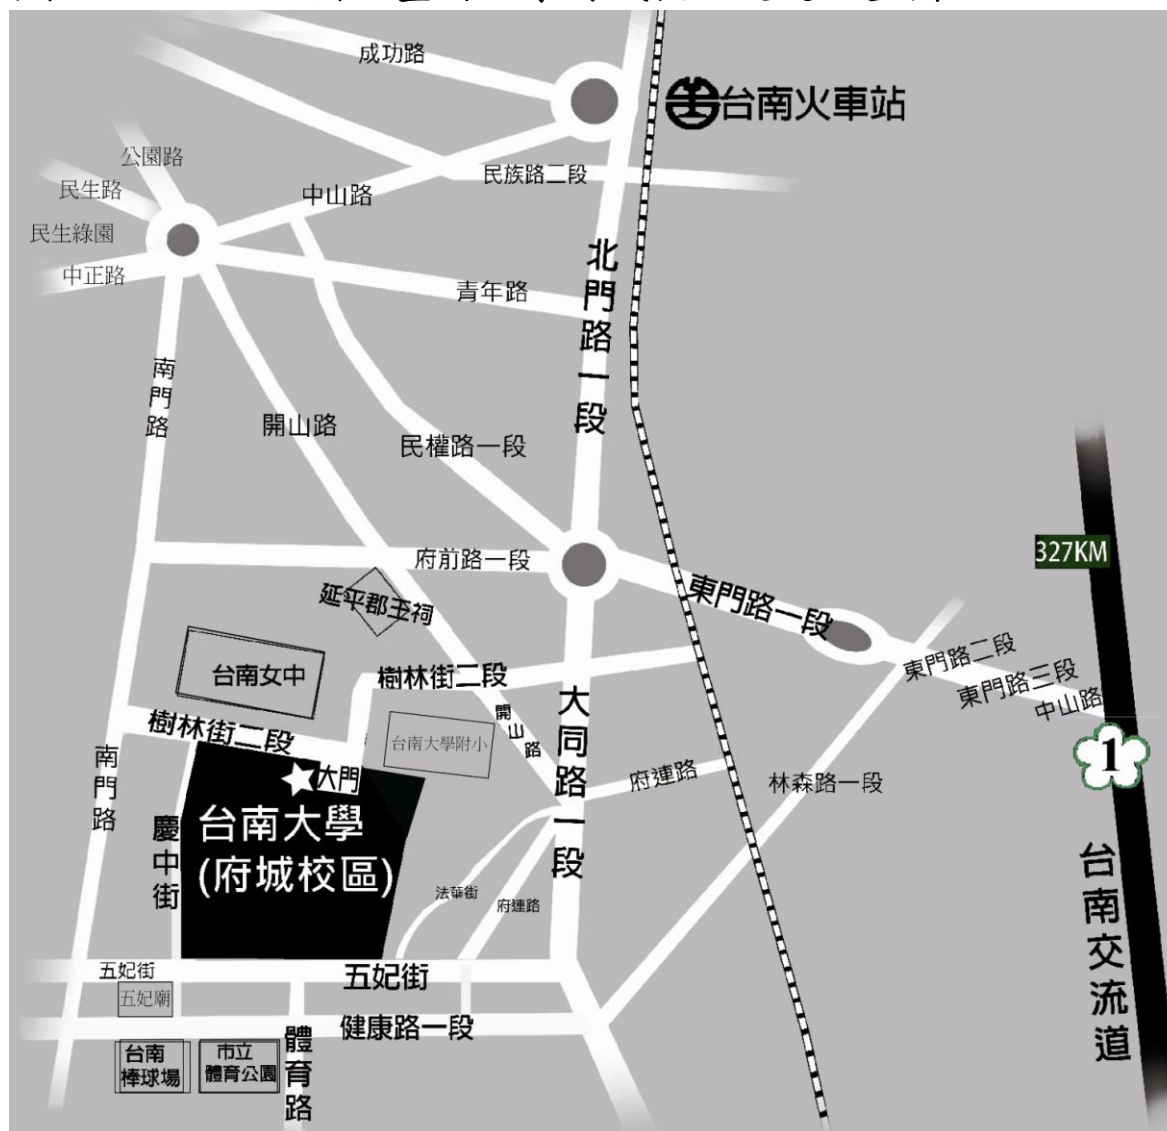 成功路
台南火車站
公園路
民族路二段
民生路
中山路
民生綠園
北門路一段
中正路
青年路
南門路
開山路
民權路一段
327KM
府前路一段
東門路一段
延平郡王祠
東門路二段
台南女中
樹林街二段
東門路三段
大同路一段
中山路
樹林街二段
開山路
台南大學附小
1
南門路
大門
府連路
林森路一段
台南大學
(府城校區)
慶中街
台南交流道
法華街
府連路
五妃街
五妃街
五妃廟
健康路一段
體育路
台南
棒球場
市立
體育公園